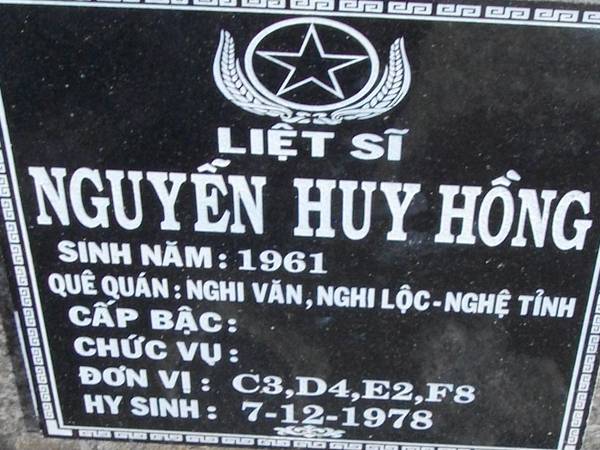 LIỆT SĨ
NGUYỄN HUY HỒNG
SINH NĂM : 1961
QUÊ QUÁN : NGHI VĂN , NGHI LỘC - NGHỆ TỈNH
CẤP BẬC :
CHỨC VỤ :
ĐƠN VỊ : C3,D4,E2,F8
HY SINH : 7-12-1978